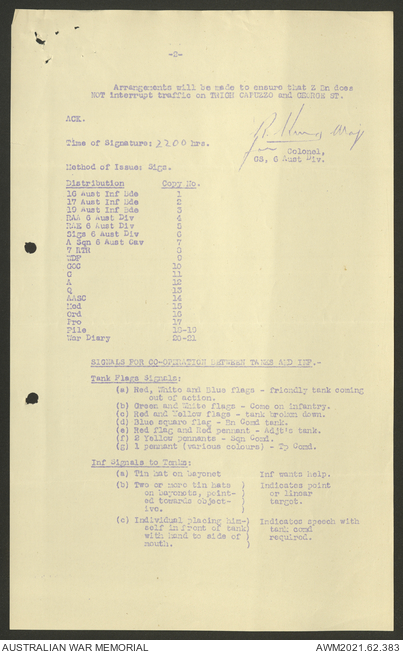 -2-
Arrangements will be made to ensure that E Bn does
NOT interrupt traffic on TRIGH CAPUZZO and GEORGE ST.
ACK.
Time of Signature: 2200 hrs.
Colonel,
GS, 6 Aust Div.
Method of Issue: Sigs.
Distribution Copy No.
16 Aust Inf Bde 1
17 Aust Inf Bde 2
19 Aust Inf Bde 3
RAA 6 Aust Div 4
RAE 6 Aust Div 5
Sigs 6 Aust Div 6
A Sqn 6 Aust Cav 7
7 RTR 8
WDF 9
GOC 10
G 11
A 12
Q 13
AASC 14
Med 15
Ord 16
Pro 17
File 18-19
War Diary 20-21
SIGNALS FOR CO-OPERATION BETWEEN TANKS AND INF.-
Tank Flags Signals:
(a) Red, White and Blue flags - friendly tank coming
out of action.
(b) Green and White flags - Come on infantry.
(c) Red and Yellow flags - tank broken down.
(d) Blue square flag - Bn Comd tank.
(e) Red flag and Red pennant - Adjt's tank.
(f) 2 Yellow pennants - Sqn Comd.
(g) 1 pennant (various colours) - Tp Comd.
Inf Signals to Tanks:
(a) Tin hat on bayonet Inf wants help.
(b) Two or more tin hats ) Indicates point
on bayonets, point- ) or linear
ed towards object- ) target.
ive. )
(c) Individual placing him-) Indicates speech with
self in front of tank) tank comd
with hand to side of ) required.
mouth. )
AUSTRALIAN WAR MEMORIAL
AWM2021.62.383